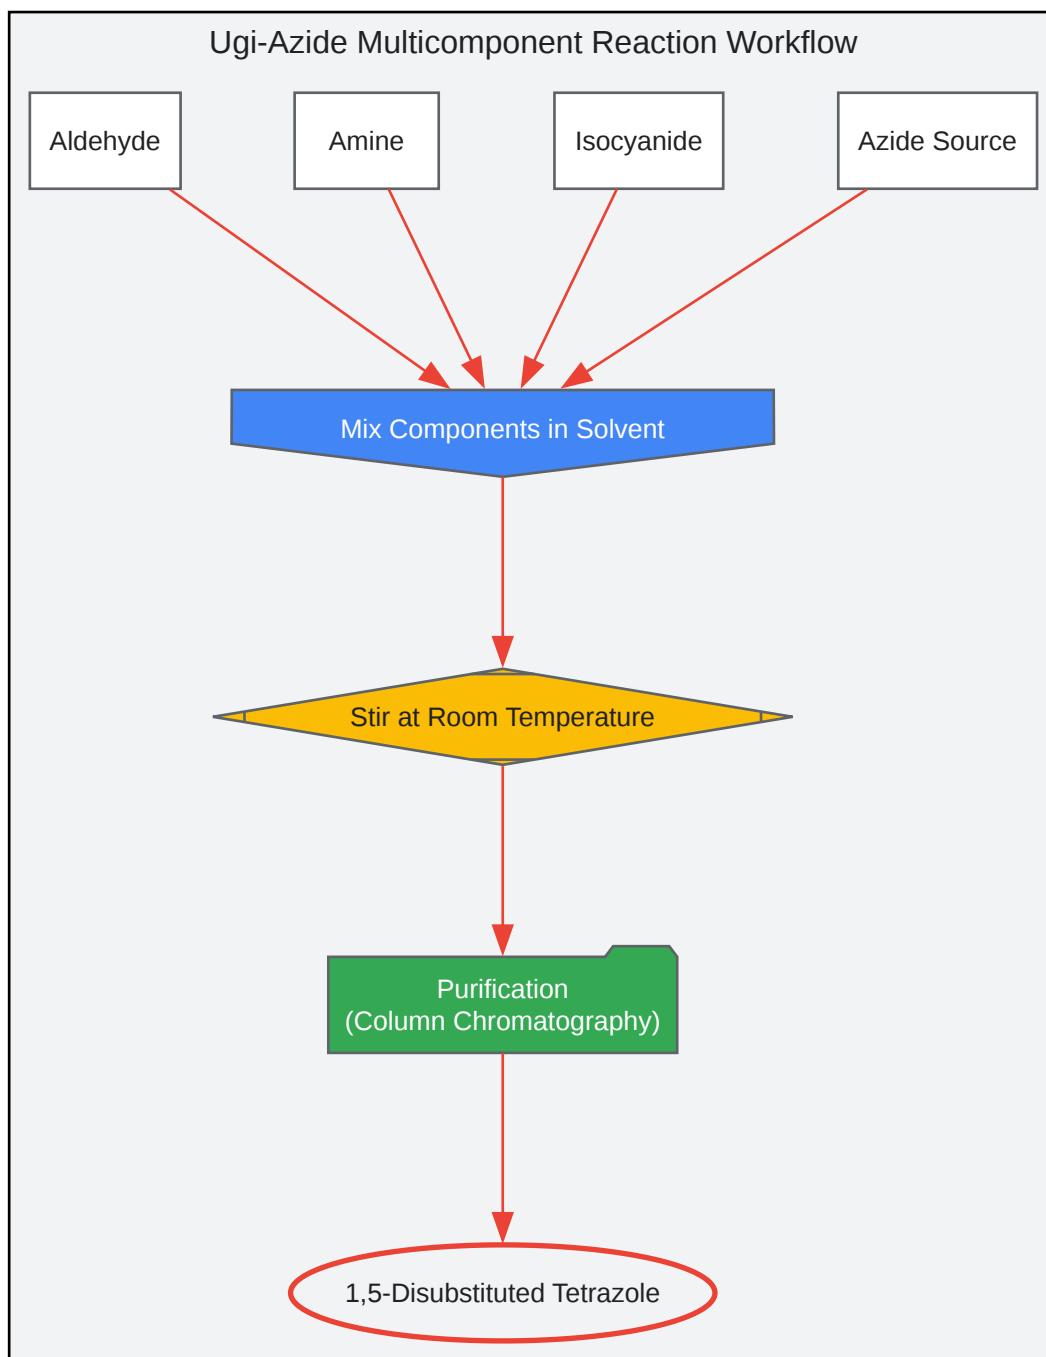 Ugi-Azide Multicomponent Reaction Workflow
Aldehyde
Amine
Isocyanide
Azide Source
Mix Components in Solvent
Stir at Room Temperature
Purification
(Column Chromatography)
1,5-Disubstituted Tetrazole